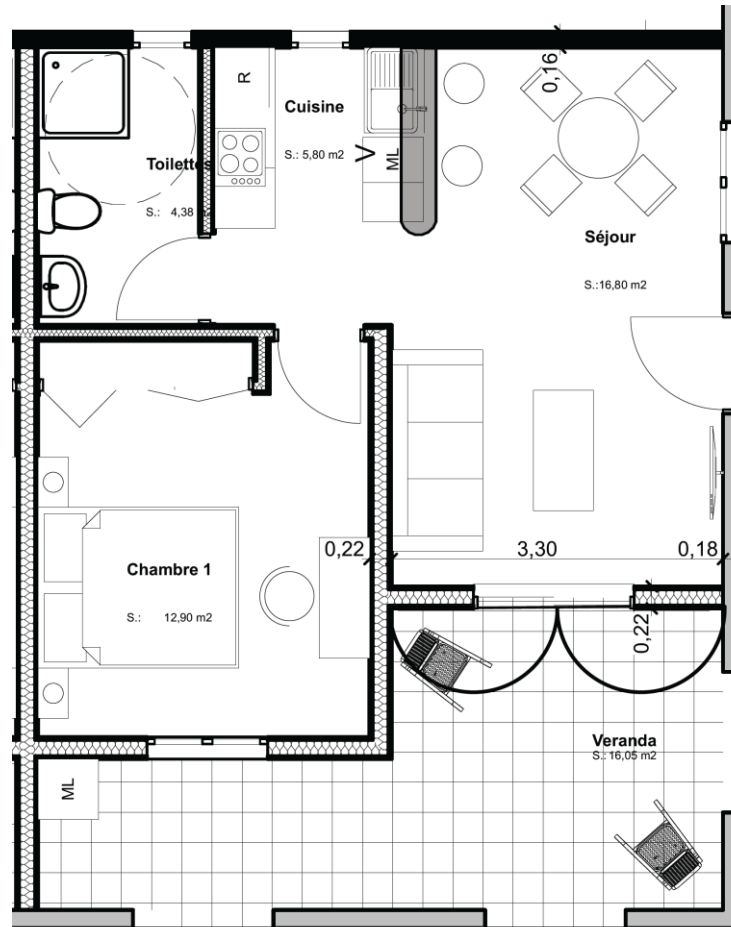 0,16
R
Cuisine
S.: 5,80 m2
V
ML
Toilettes
S.: 4,38 m2
Séjour
S.:16,80 m2
0,22
3,30
0,18
Chambre 1
S.: 12,90 m2
0,22
Veranda
S.: 16,05 m2
ML